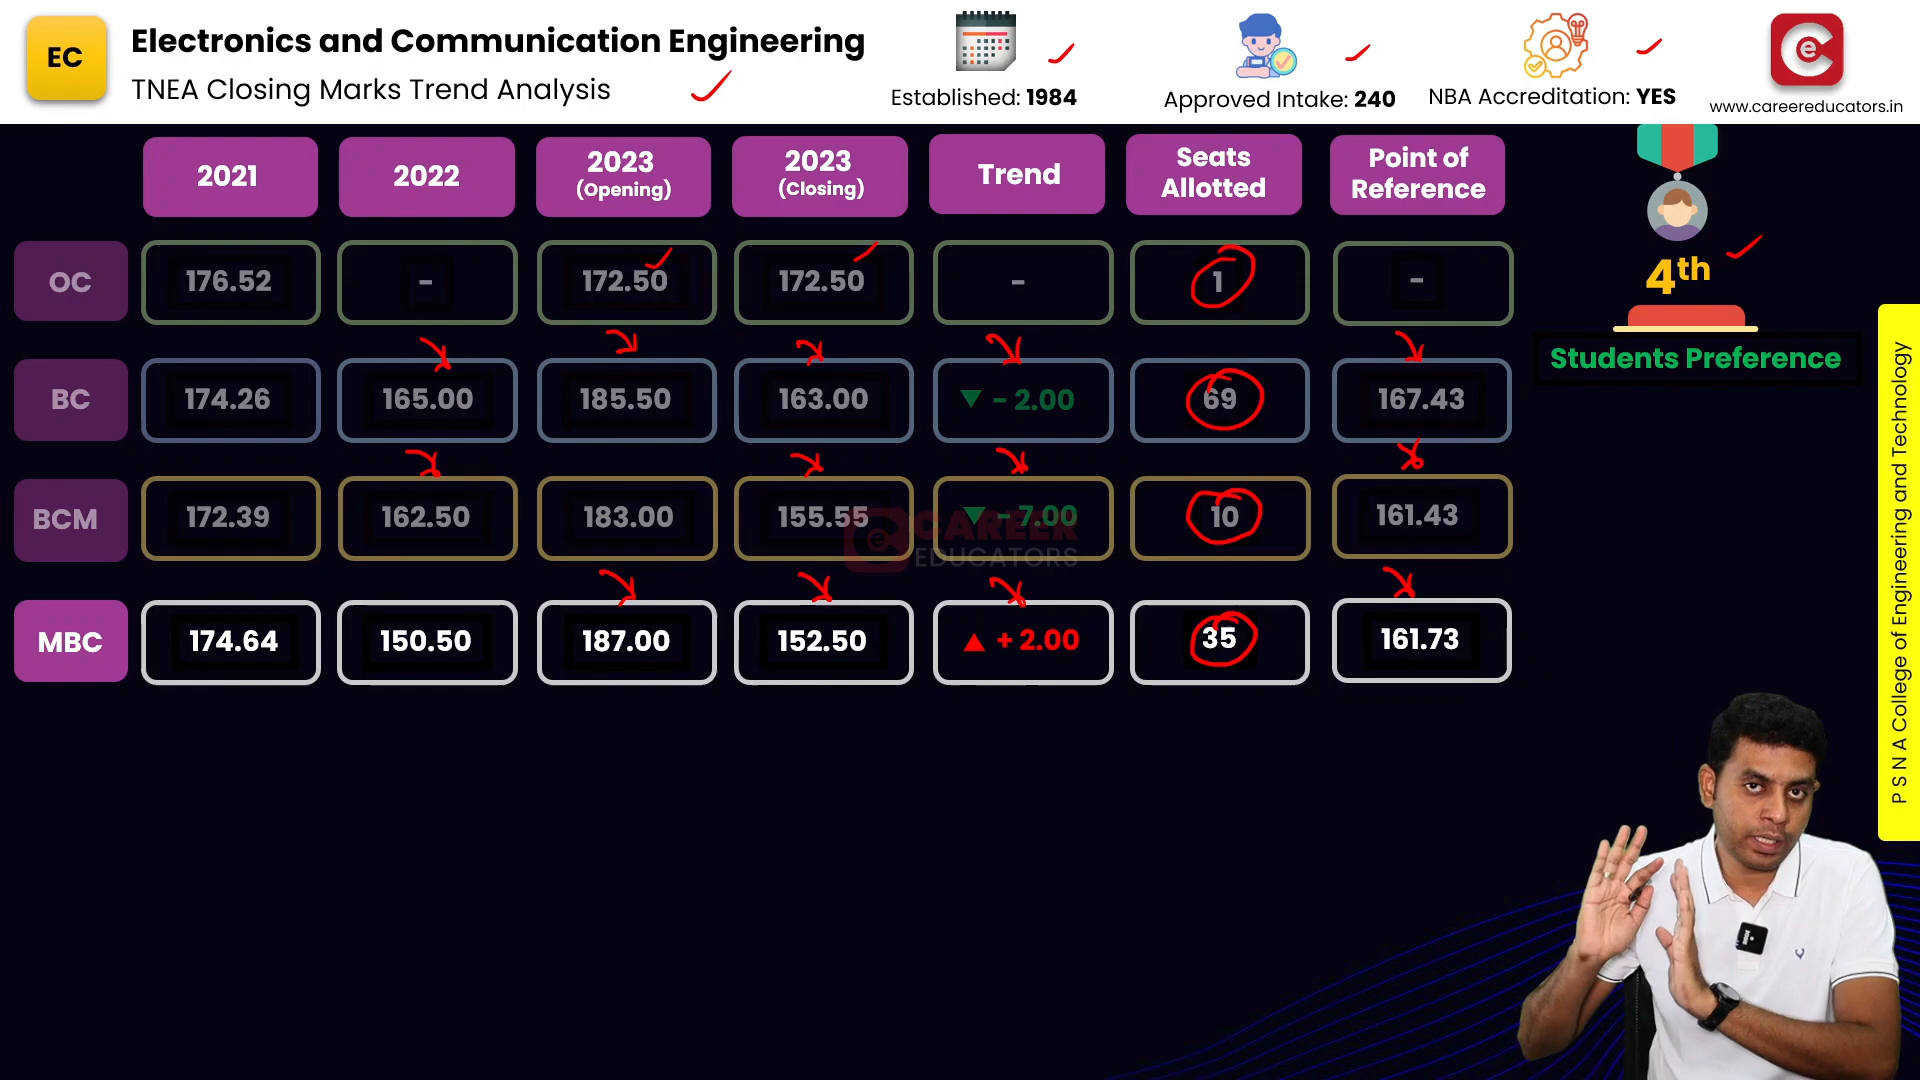 EC
Electronics and Communication Engineering
TNEA Closing Marks Trend Analysis
Established: 1984
Approved Intake: 240
NBA Accreditation: YES
www.careereducators.in
2021
2022
2023
(Opening)
2023
(Closing)
Trend
Seats
Allotted
Point of
Reference
OC
176.52
-
172.50
172.50
-
1
-
BC
174.26
165.00
185.50
163.00
▼ - 2.00
69
167.43
BCM
172.39
162.50
183.00
155.55
▼ - 7.00
10
161.43
CAREER
EDUCATORS
MBC
174.64
150.50
187.00
152.50
▲ + 2.00
35
161.73
4th
Students Preference
P S N A College of Engineering and Technology